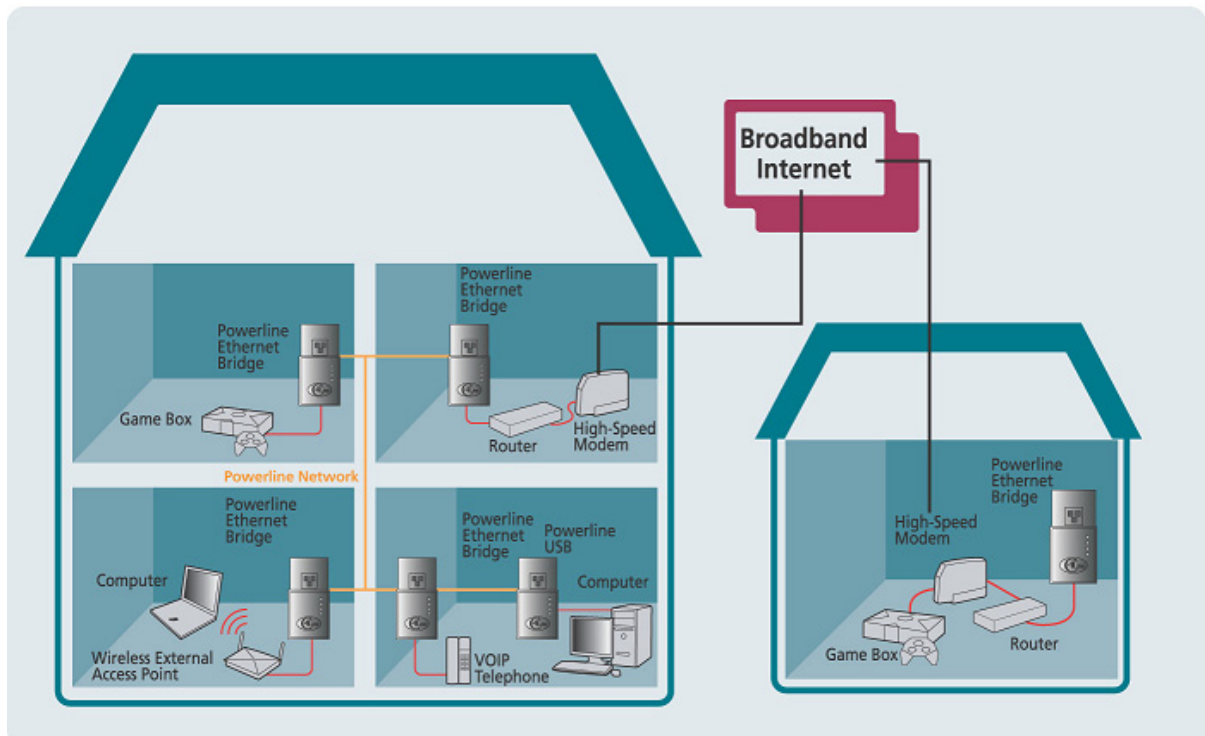 Broadband
Internet
Powerline
Ethernet
Bridge
Game Box
Powerline
Ethernet
Bridge
Router
High-Speed
Modem
Powerline Network
Powerline
Ethernet
Bridge
Computer
Wireless External
Access Point
Powerline
Ethernet
Bridge
Powerline
USB
Computer
VOIP
Telephone
Powerline
Ethernet
Bridge
High-Speed
Modem
Game Box
Router